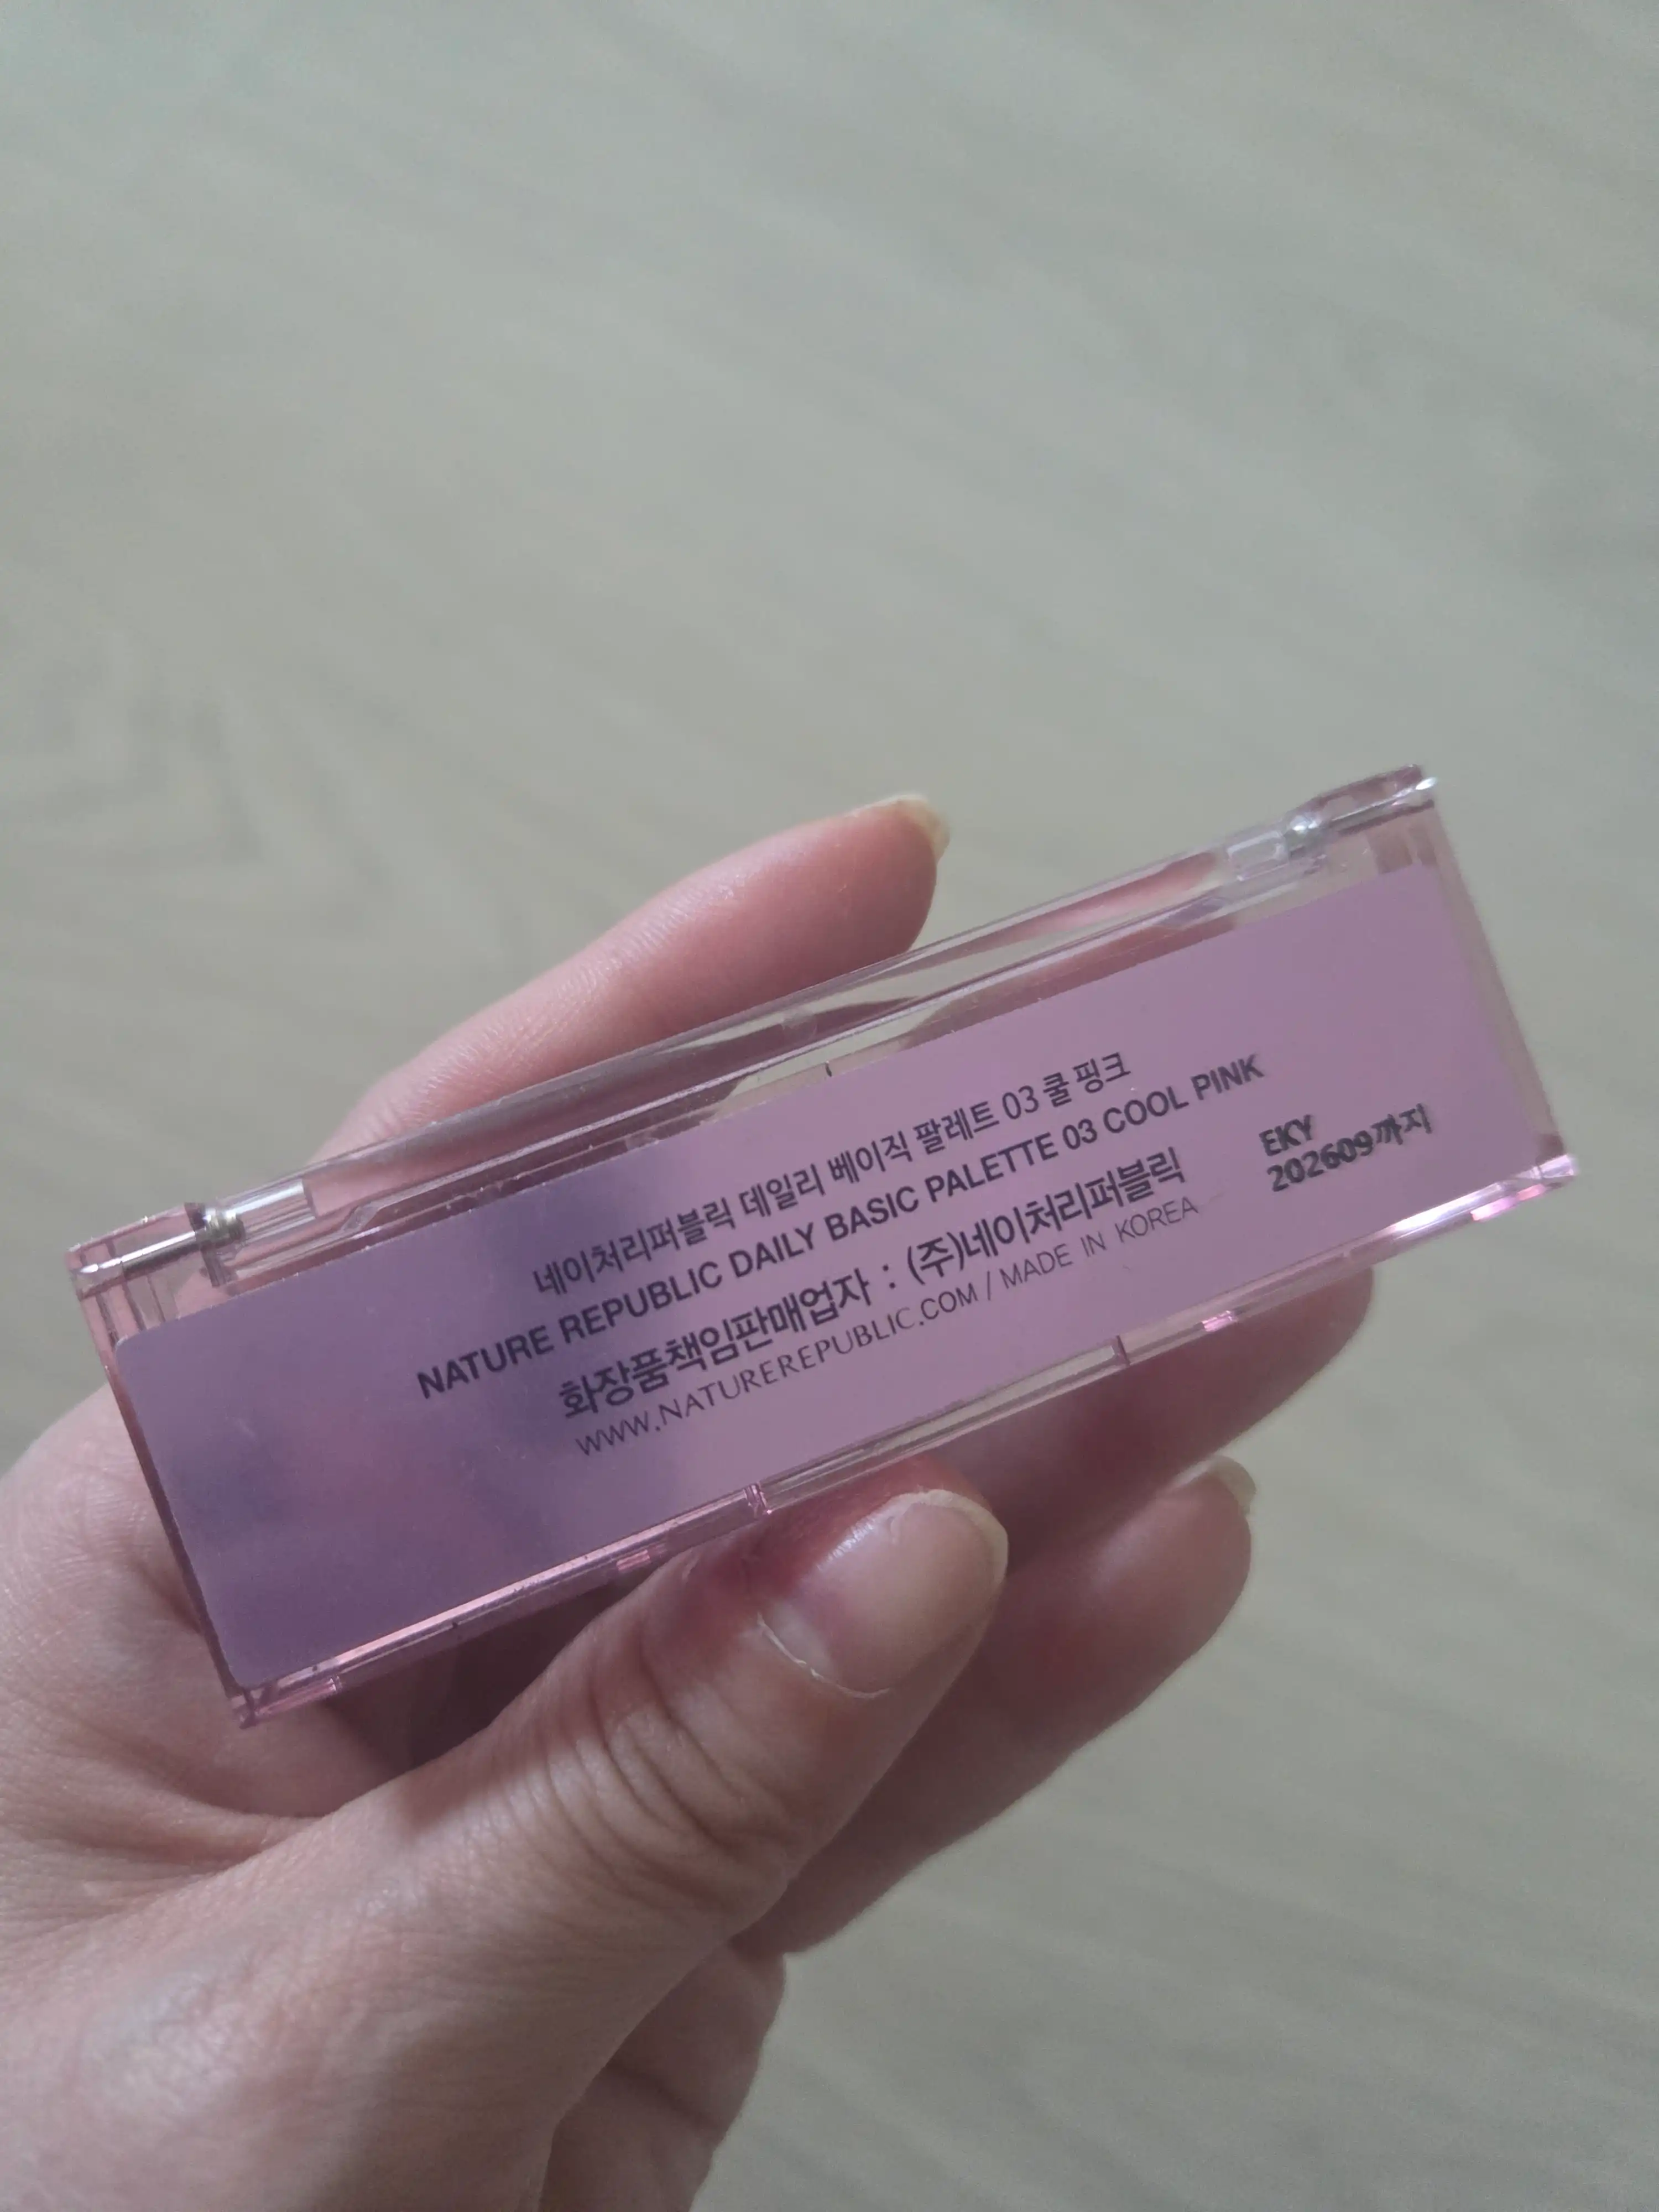 네이처리퍼블릭 데일리 베이직 팔레트 03 쿨 핑크
NATURE REPUBLIC DAILY BASIC PALETTE 03 COOL PINK
화장품책임판매업자 : (주)네이처리퍼블릭
WWW.NATUREREPUBLIC.COM / MADE IN KOREA
EKY
202609까지